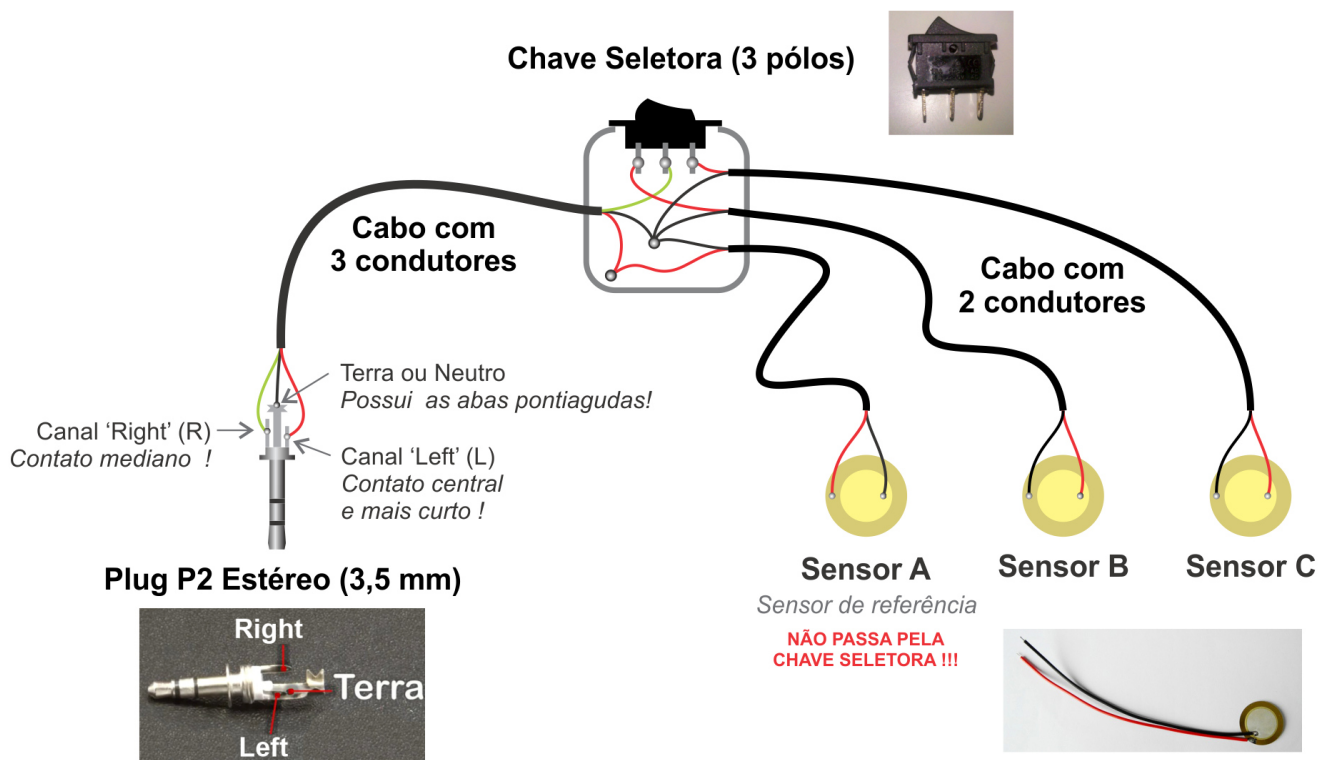 Chave Seletora (3 pólos)
Cabo com
3 condutores
Cabo com
2 condutores
Terra ou Neutro
Possui as abas pontiagudas!
Canal ‘Right’ (R)
Contato mediano !
Canal ‘Left’ (L)
Contato central
e mais curto !
Plug P2 Estéreo (3,5 mm)
Right
Terra
Left
Sensor A
Sensor de referência
NÃO PASSA PELA
CHAVE SELETORA !!!
Sensor B
Sensor C